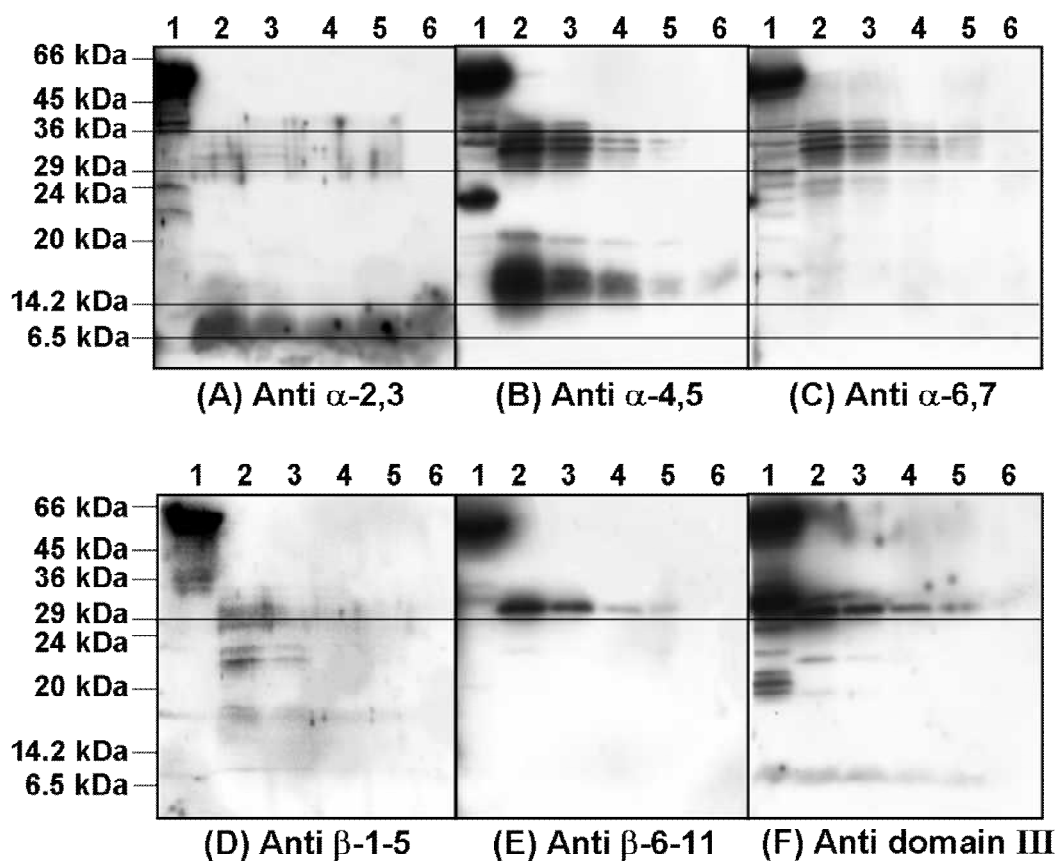 1 2 3 4 5 6 1 2 3 4 5 6 1 2 3 4 5 6
66 kDa
45 kDa
36 kDa
29 kDa
24 kDa
20 kDa
14.2 kDa
6.5 kDa
(A) Anti α-2,3 (B) Anti α-4,5 (C) Anti α-6,7
1 2 3 4 5 6 1 2 3 4 5 6 1 2 3 4 5 6
66 kDa
45 kDa
36 kDa
29 kDa
24 kDa
20 kDa
14.2 kDa
6.5 kDa
(D) Anti β-1-5 (E) Anti β-6-11 (F) Anti domain III